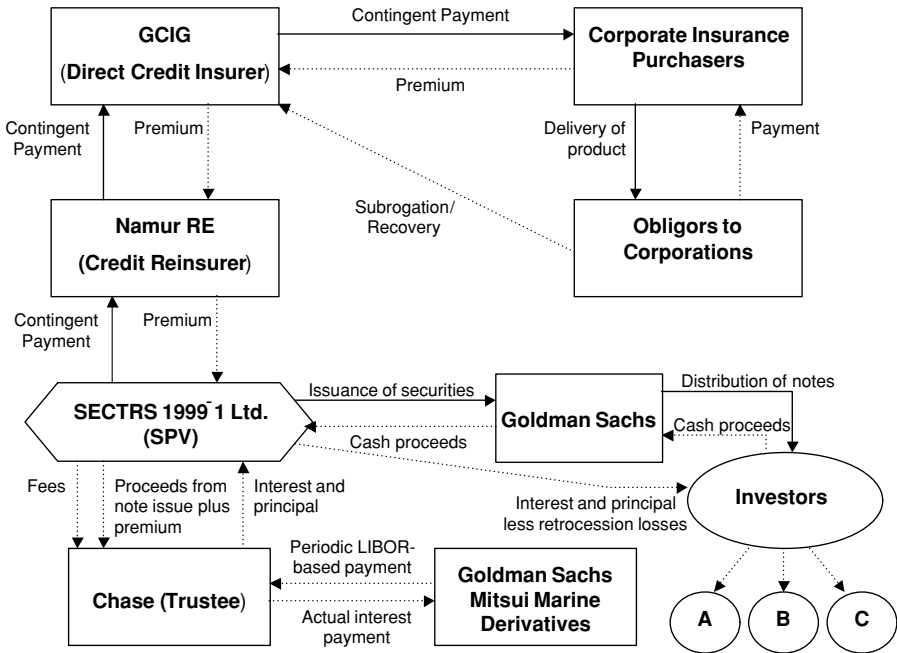 GCIG
(Direct Credit Insurer)
Contingent Payment
Premium
Corporate Insurance
Purchasers
Contingent
Payment
Premium
Delivery of
product
Payment
Subrogation/
Recovery
Namur RE
(Credit Reinsurer)
Obligors to
Corporations
Contingent
Payment
Premium
SECTRS 1999-1 Ltd.
(SPV)
Issuance of securities
Cash proceeds
Goldman Sachs
Distribution of notes
Cash proceeds
Interest and principal
less retrocession losses
Investors
Fees
Proceeds from
note issue plus
premium
Interest and
principal
Chase (Trustee)
Periodic LIBOR-
based payment
Actual interest
payment
Goldman Sachs
Mitsui Marine
Derivatives
A
B
C